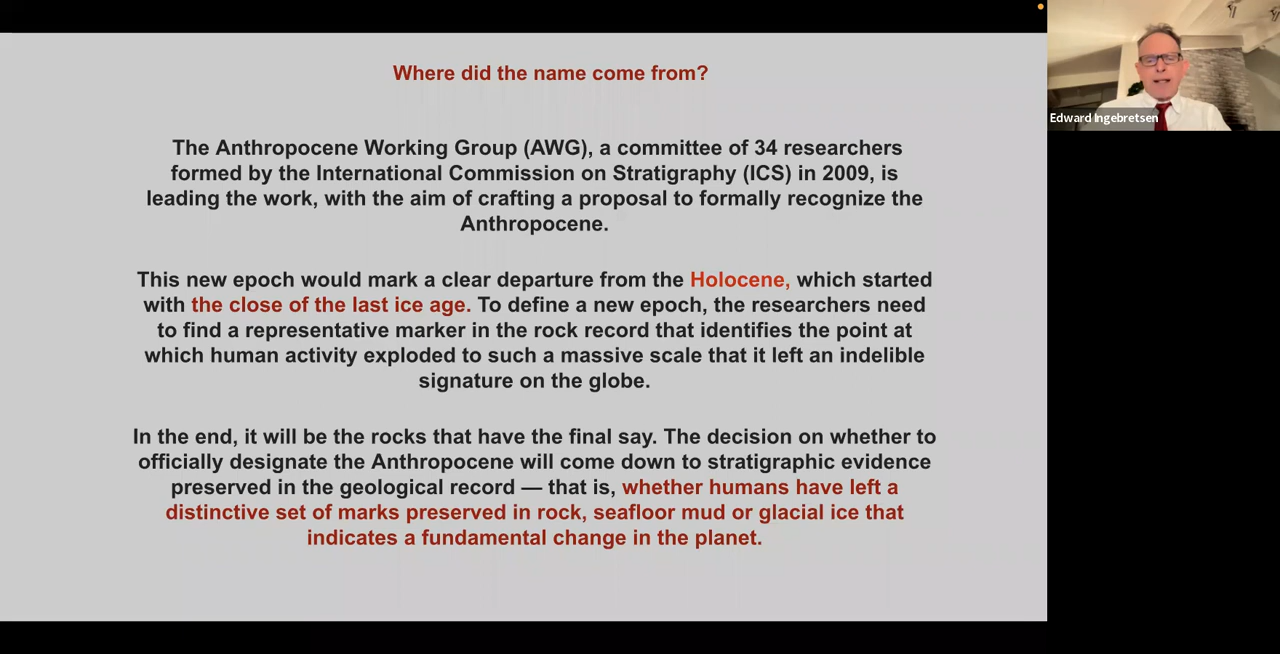 Where did the name come from?
The Anthropocene Working Group (AWG), a committee of 34 researchers
formed by the International Commission on Stratigraphy (ICS) in 2009, is
leading the work, with the aim of crafting a proposal to formally recognize the
Anthropocene.
This new epoch would mark a clear departure from the Holocene, which started
with the close of the last ice age. To define a new epoch, the researchers need
to find a representative marker in the rock record that identifies the point at
which human activity exploded to such a massive scale that it left an indelible
signature on the globe.
In the end, it will be the rocks that have the final say. The decision on whether to
officially designate the Anthropocene will come down to stratigraphic evidence
preserved in the geological record — that is, whether humans have left a
distinctive set of marks preserved in rock, seafloor mud or glacial ice that
indicates a fundamental change in the planet.
Edward Ingebretsen